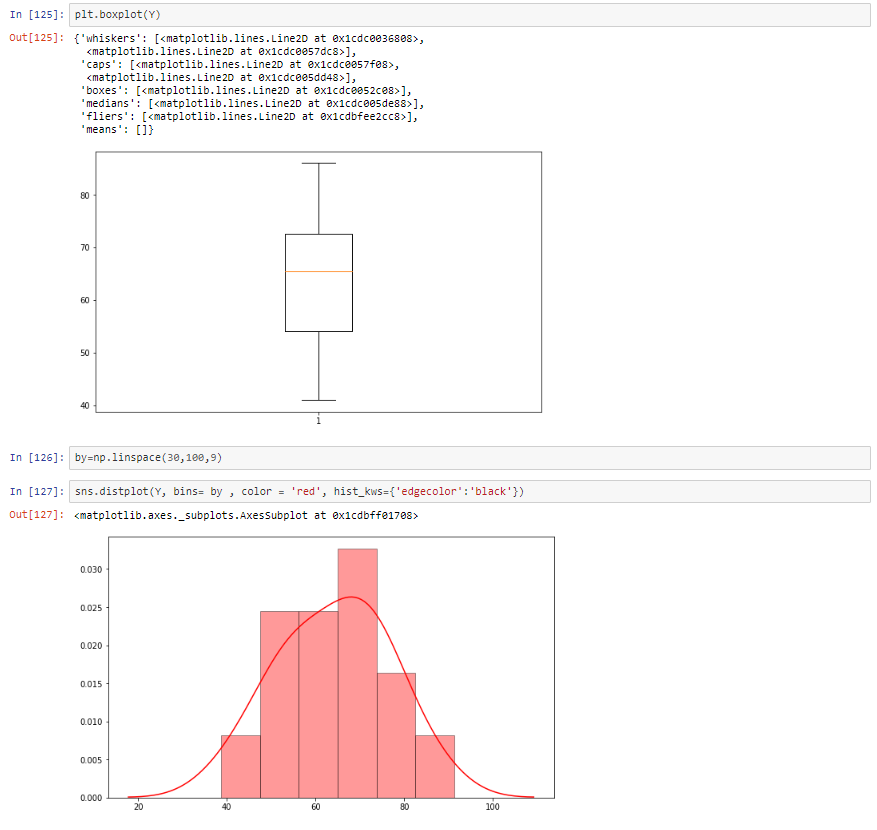 In [125]: plt.boxplot(Y)
Out[125]: {'whiskers': [<matplotlib.lines.Line2D at 0x1cdc0036808>,
<matplotlib.lines.Line2D at 0x1cdc0057dc8>],
'caps': [<matplotlib.lines.Line2D at 0x1cdc0057f08>,
<matplotlib.lines.Line2D at 0x1cdc005dd48>],
'boxes': [<matplotlib.lines.Line2D at 0x1cdc0052c08>],
'medians': [<matplotlib.lines.Line2D at 0x1cdc005de88>],
'fliers': [<matplotlib.lines.Line2D at 0x1cdbfee2cc8>],
'means': []}
80
70
60
50
40
1
In [126]: by=np.linspace(30,100,9)
In [127]: sns.distplot(Y, bins= by , color = 'red', hist_kws={'edgecolor':'black'})
Out[127]: <matplotlib.axes._subplots.AxesSubplot at 0x1cdbff01708>
0.030
0.025
0.020
0.015
0.010
0.005
0.000
20 40 60 80 100